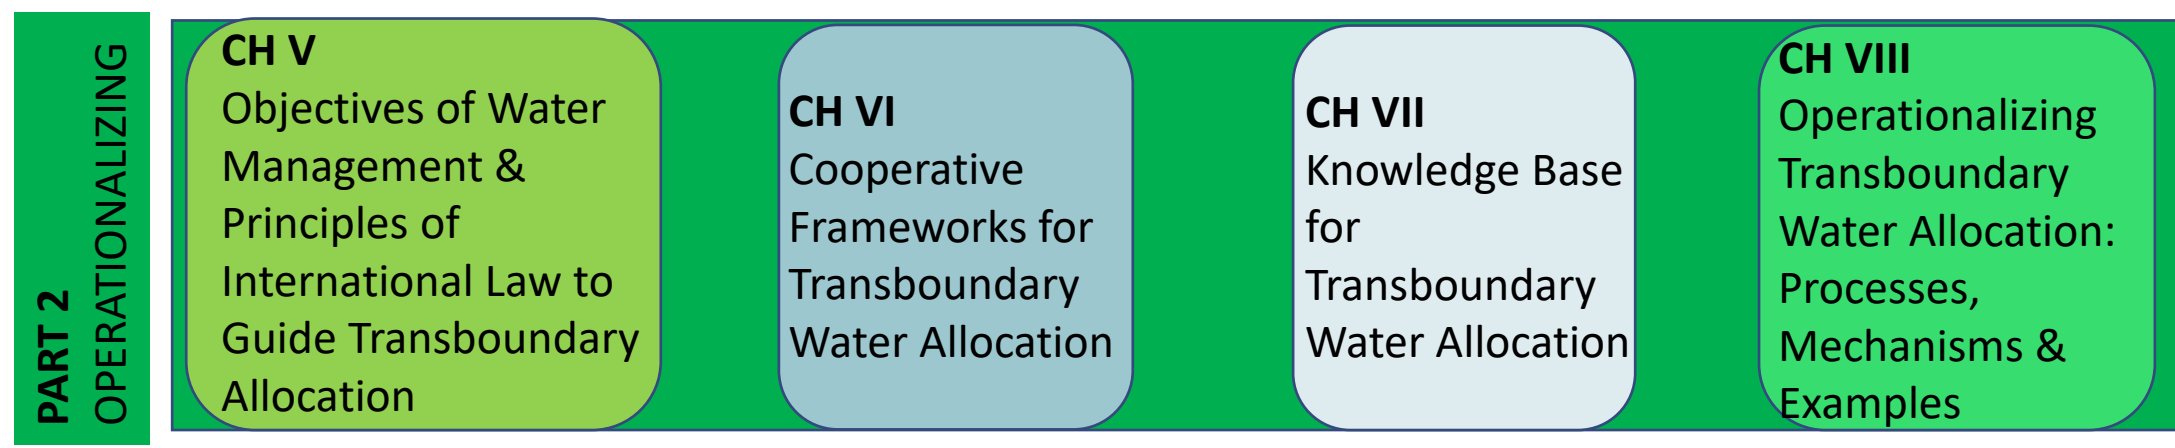 PART 2
OPERATIONALIZING
CH V
Objectives of Water
Management &
Principles of
International Law to
Guide Transboundary
Allocation
CH VI
Cooperative
Frameworks for
Transboundary
Water Allocation
CH VII
Knowledge Base
for
Transboundary
Water Allocation
CH VIII
Operationalizing
Transboundary
Water Allocation:
Processes,
Mechanisms &
Examples